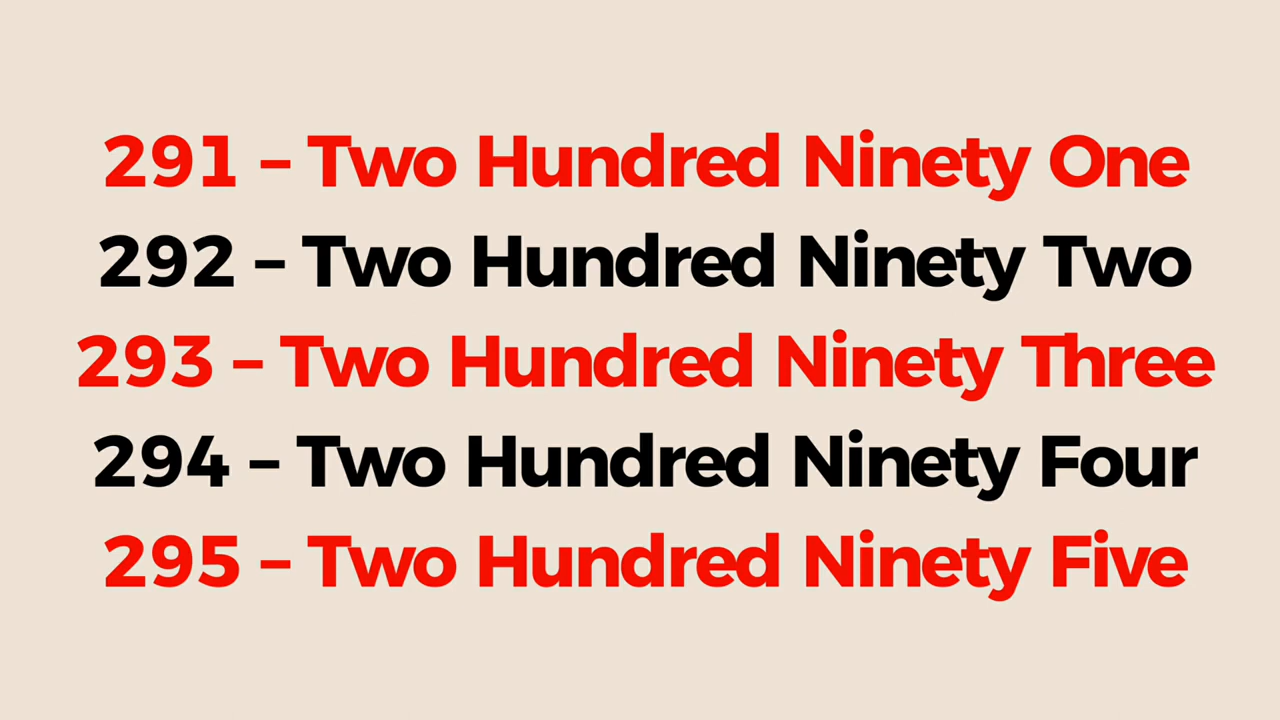 291 – Two Hundred Ninety One
292 – Two Hundred Ninety Two
293 – Two Hundred Ninety Three
294 – Two Hundred Ninety Four
295 – Two Hundred Ninety Five